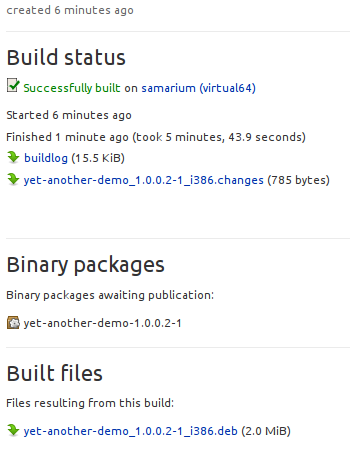 created 6 minutes ago
Build status
Successfully built on samarium (virtual64)
Started 6 minutes ago
Finished 1 minute ago (took 5 minutes, 43.9 seconds)
buildlog (15.5 KiB)
yet-another-demo_1.0.0.2-1_i386.changes (785 bytes)
Binary packages
Binary packages awaiting publication:
yet-another-demo-1.0.0.2-1
Built files
Files resulting from this build:
yet-another-demo_1.0.0.2-1_i386.deb (2.0 MiB)